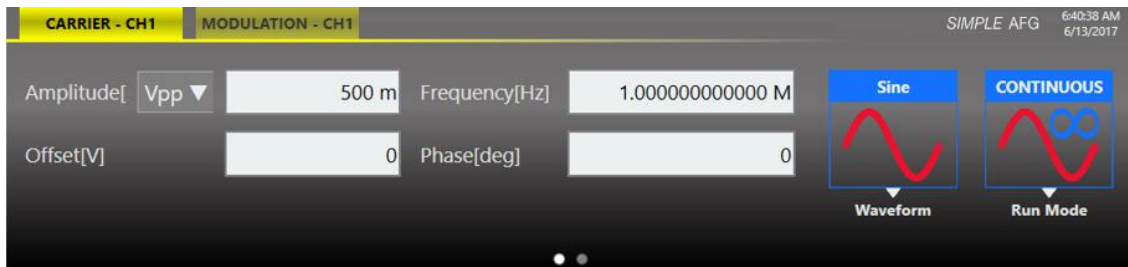 CARRIER - CH1 MODULATION - CH1 SIMPLE AFG 6:40:38 AM
6/13/2017
Amplitude[ Vpp ▼ 500 m Frequency[Hz] 1.000000000000 M Sine CONTINUOUS
Offset[V] 0 Phase[deg] 0
Waveform Run Mode